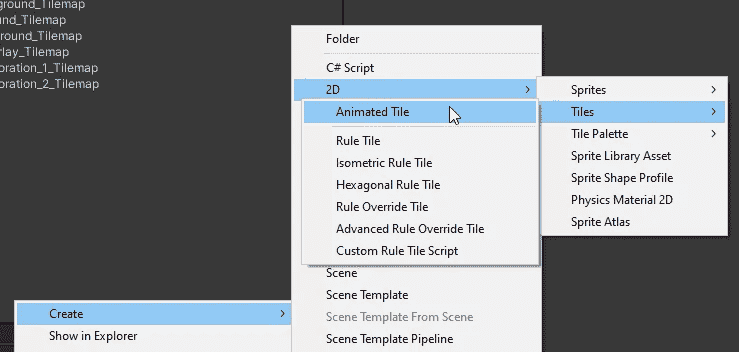 ground_Tilemap
und_Tilemap
ground_Tilemap
erlay_Tilemap
oration_1_Tilemap
oration_2_Tilemap
Folder
C# Script
2D
Animated Tile
Rule Tile
Isometric Rule Tile
Hexagonal Rule Tile
Rule Override Tile
Advanced Rule Override Tile
Custom Rule Tile Script
Sprites
Tiles
Tile Palette
Sprite Library Asset
Sprite Shape Profile
Physics Material 2D
Sprite Atlas
Scene
Scene Template
Scene Template From Scene
Scene Template Pipeline
Create
Show in Explorer